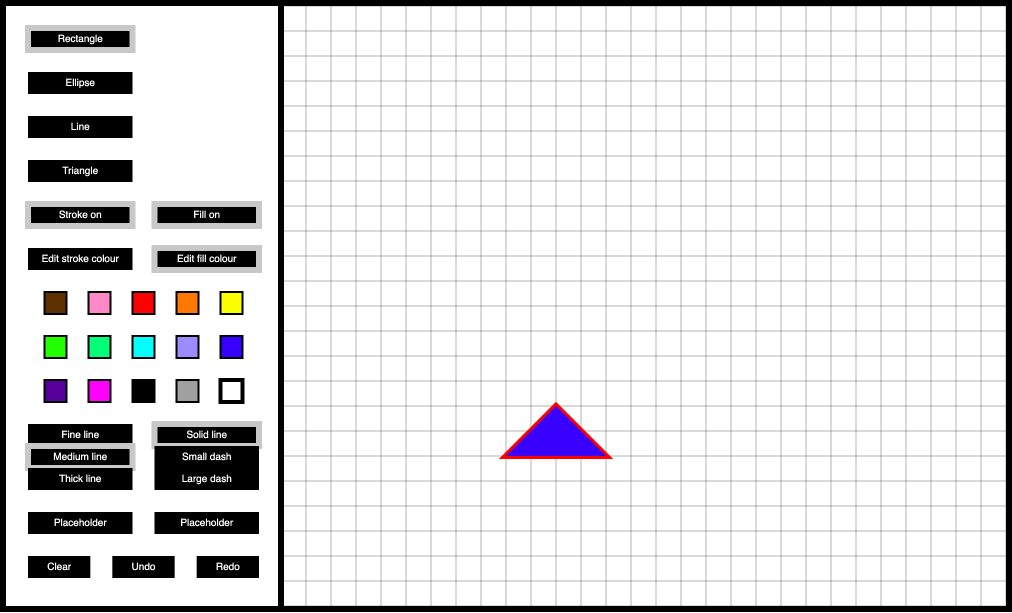 Rectangle
Ellipse
Line
Triangle
Stroke on Fill on
Edit stroke colour Edit fill colour
Fine line Solid line
Medium line Small dash
Thick line Large dash
Placeholder Placeholder
Clear Undo Redo